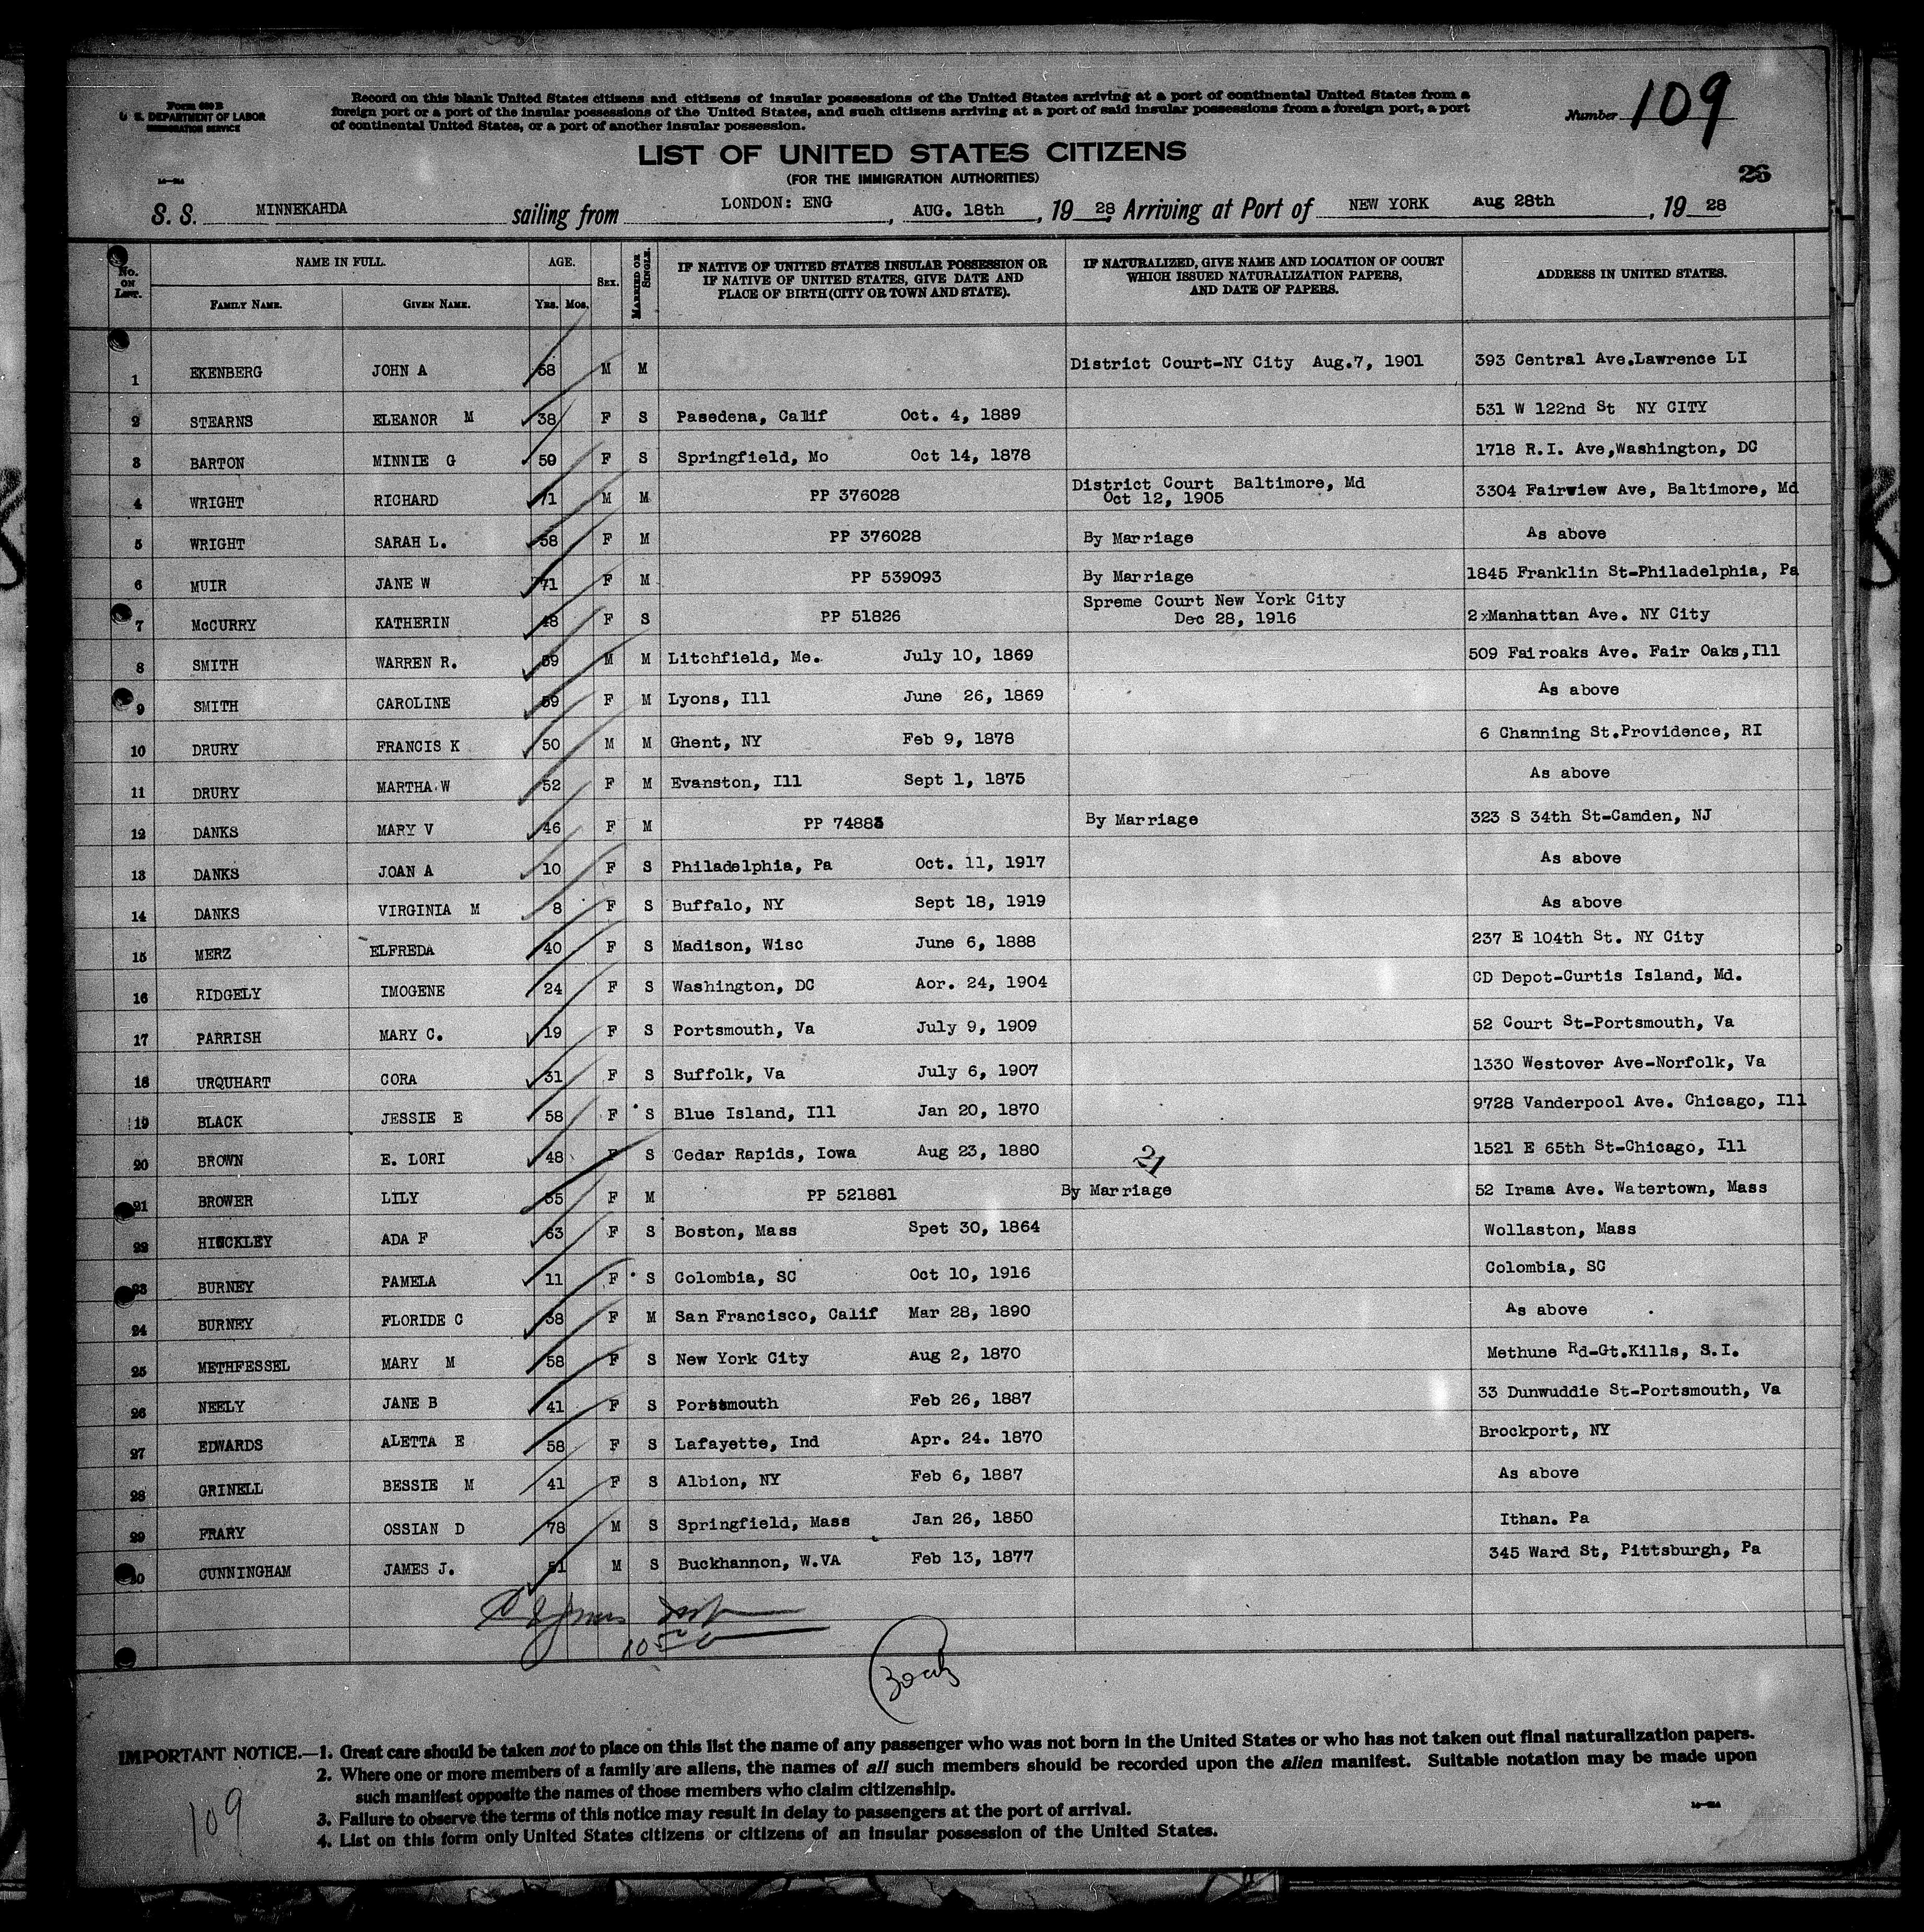 Form 630 B
U. S. DEPARTMENT OF LABOR
IMMIGRATION SERVICE
Record on this blank United States citizens and citizens of insular possessions of the United States arriving at a port of continental United States from a
foreign port or a port of the insular possessions of the United States, and such citizens arriving at a port of said insular possessions from a foreign port, a port
of continental United States, or a port of another insular possession.
Number 109
LIST OF UNITED STATES CITIZENS
(FOR THE IMMIGRATION AUTHORITIES)
26
S. S. MINNEKAHDA sailing from LONDON: ENG, AUG. 18th, 19 28, Arriving at Port of NEW YORK Aug 28th, 19 28
No. ON LIST. NAME IN FULL. AGE. SEX. MARRIED OR SINGLE. IF NATIVE OF UNITED STATES INSULAR POSSESSION OR IF NATIVE OF UNITED STATES, GIVE DATE AND PLACE OF BIRTH (CITY OR TOWN AND STATE). IF NATURALIZED, GIVE NAME AND LOCATION OF COURT WHICH ISSUED NATURALIZATION PAPERS, AND DATE OF PAPERS. ADDRESS IN UNITED STATES.
FAMILY NAME. GIVEN NAME. YRS. MOS.
1 EKENBERG JOHN A 58 M M District Court-NY City Aug.7, 1901 393 Central Ave.Lawrence LI
2 STEARNS ELEANOR M 38 F S Pasedena, Calif Oct. 4, 1889 531 W 122nd St NY CITY
3 BARTON MINNIE G 50 F S Springfield, Mo Oct 14, 1878 1718 R.I. Ave,Washington, DC
4 WRIGHT RICHARD 71 M M PP 376028 District Court Baltimore, Md Oct 12, 1905 3304 Fairwiew Ave, Baltimore, Md
5 WRIGHT SARAH L. 58 F M PP 376028 By Marriage As above
6 MUIR JANE W 71 F M PP 539093 By Marriage 1845 Franklin St-Philadelphia, Pa
7 McCURRY KATHERIN 48 F S PP 51826 Spreme Court New York City Dec 28, 1916 2xManhattan Ave. NY City
8 SMITH WARREN R. 59 M M Litchfield, Me. July 10, 1869 509 Fairoaks Ave. Fair Oaks,Ill
9 SMITH CAROLINE 59 F M Lyons, Ill June 26, 1869 As above
10 DRURY FRANCIS K 50 M M Ghent, NY Feb 9, 1878 6 Channing St.Providence, RI
11 DRURY MARTHA.W 52 F M Evanston, Ill Sept 1, 1875 As above
12 DANKS MARY V 46 F M PP 74883 By Marriage 323 S 34th St-Camden, NJ
13 DANKS JOAN A 10 F S Philadelphia, Pa Oct. 11, 1917 As above
14 DANKS VIRGINIA M 8 F S Buffalo, NY Sept 18, 1919 As above
15 MERZ ELFREDA 40 F S Madison, Wisc June 6, 1888 237 E 104th St. NY City
16 RIDGELY IMOGENE 24 F S Washington, DC Aor. 24, 1904 CD Depot-Curtis Island, Md.
17 PARRISH MARY C. 19 F S Portsmouth, Va July 9, 1909 52 Court St-Portsmouth, Va
18 URQUHART CORA 31 F S Suffolk, Va July 6, 1907 1330 Westover Ave-Norfolk, Va
19 BLACK JESSIE E 58 F S Blue Island, Ill Jan 20, 1870 9728 Vanderpool Ave. Chicago, Ill
20 BROWN E. LORI 48 F S Cedar Rapids, Iowa Aug 23, 1880 1521 E 65th St-Chicago, Ill
21
21 BROWER LILY 55 F M PP 521881 By Marriage 52 Irama Ave. Watertown, Mass
22 HINCKLEY ADA F 63 F S Boston, Mass Spet 30, 1864 Wollaston, Mass
23 BURNEY PAMELA 11 F S Colombia, SC Oct 10, 1916 Colombia, SC
24 BURNEY FLORIDE C 38 F M San Francisco, Calif Mar 28, 1890 As above
25 METHFESSEL MARY M 58 F S New York City Aug 2, 1870 Methune Rd-Gt.Kills, S.I.
26 NEELY JANE B 41 F S Portsmouth Feb 26, 1887 33 Dunwuddie St-Portsmouth, Va
27 EDWARDS ALETTA E 58 F S Lafayette, Ind Apr. 24. 1870 Brockport, NY
28 GRINELL BESSIE M 41 F S Albion, NY Feb 6, 1887 As above
29 FRARY OSSIAN D 78 M S Springfield, Mass Jan 26, 1850 Ithan. Pa
30 CUNNINGHAM JAMES J. 51 M S Buckhannon, W.VA Feb 13, 1877 345 Ward St, Pittsburgh, Pa
IMPORTANT NOTICE.—1. Great care should be taken not to place on this list the name of any passenger who was not born in the United States or who has not taken out final naturalization papers.
2. Where one or more members of a family are aliens, the names of all such members should be recorded upon the alien manifest. Suitable notation may be made upon
such manifest opposite the names of those members who claim citizenship.
3. Failure to observe the terms of this notice may result in delay to passengers at the port of arrival.
4. List on this form only United States citizens or citizens of an insular possession of the United States.
109